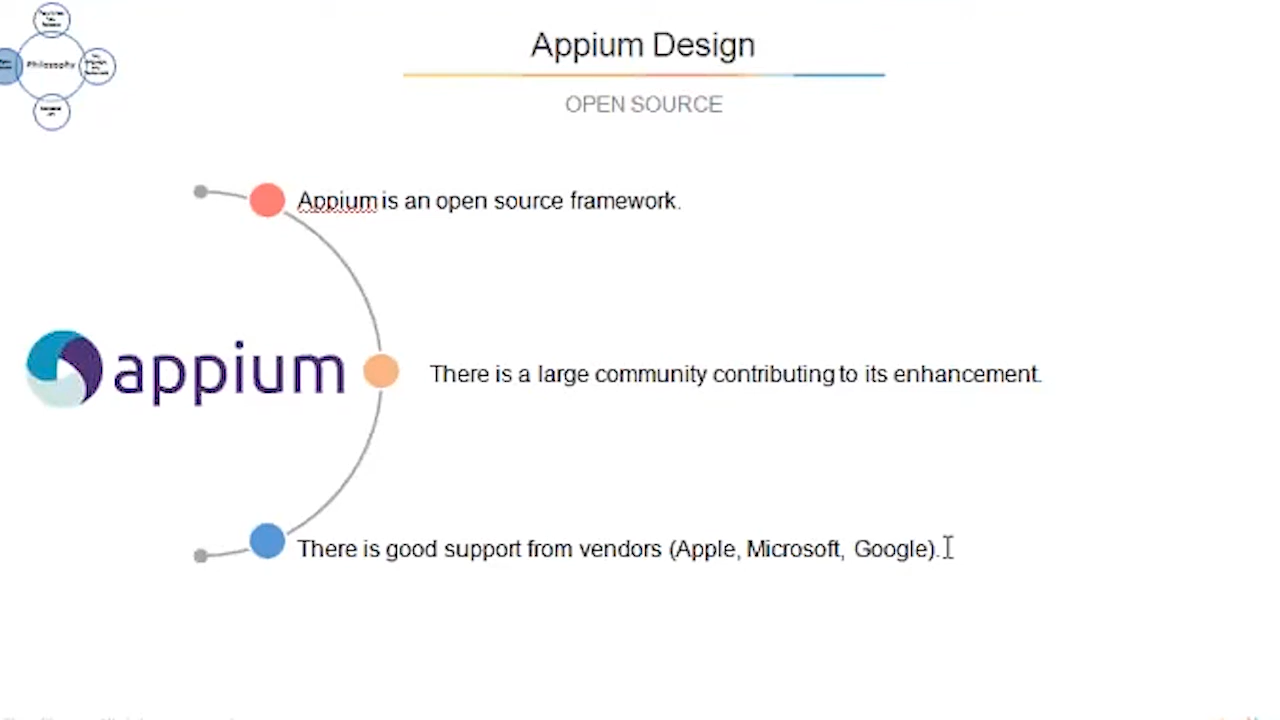 Philosophy
Appium Design
OPEN SOURCE
Appium is an open source framework.
appium
There is a large community contributing to its enhancement.
There is good support from vendors (Apple, Microsoft, Google).